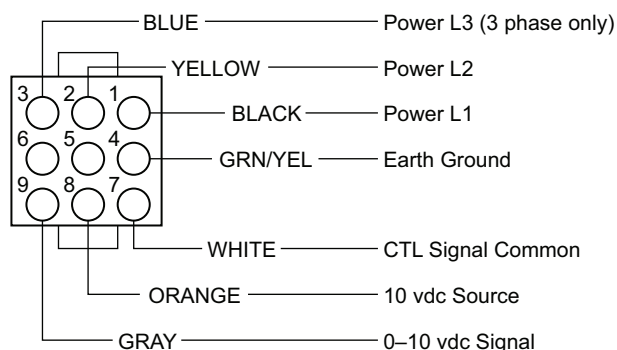 BLUE Power L3 (3 phase only)
YELLOW Power L2
3 2 1
BLACK Power L1
6 5 4
GRN/YEL Earth Ground
9 8 7
WHITE CTL Signal Common
ORANGE 10 vdc Source
GRAY 0–10 vdc Signal